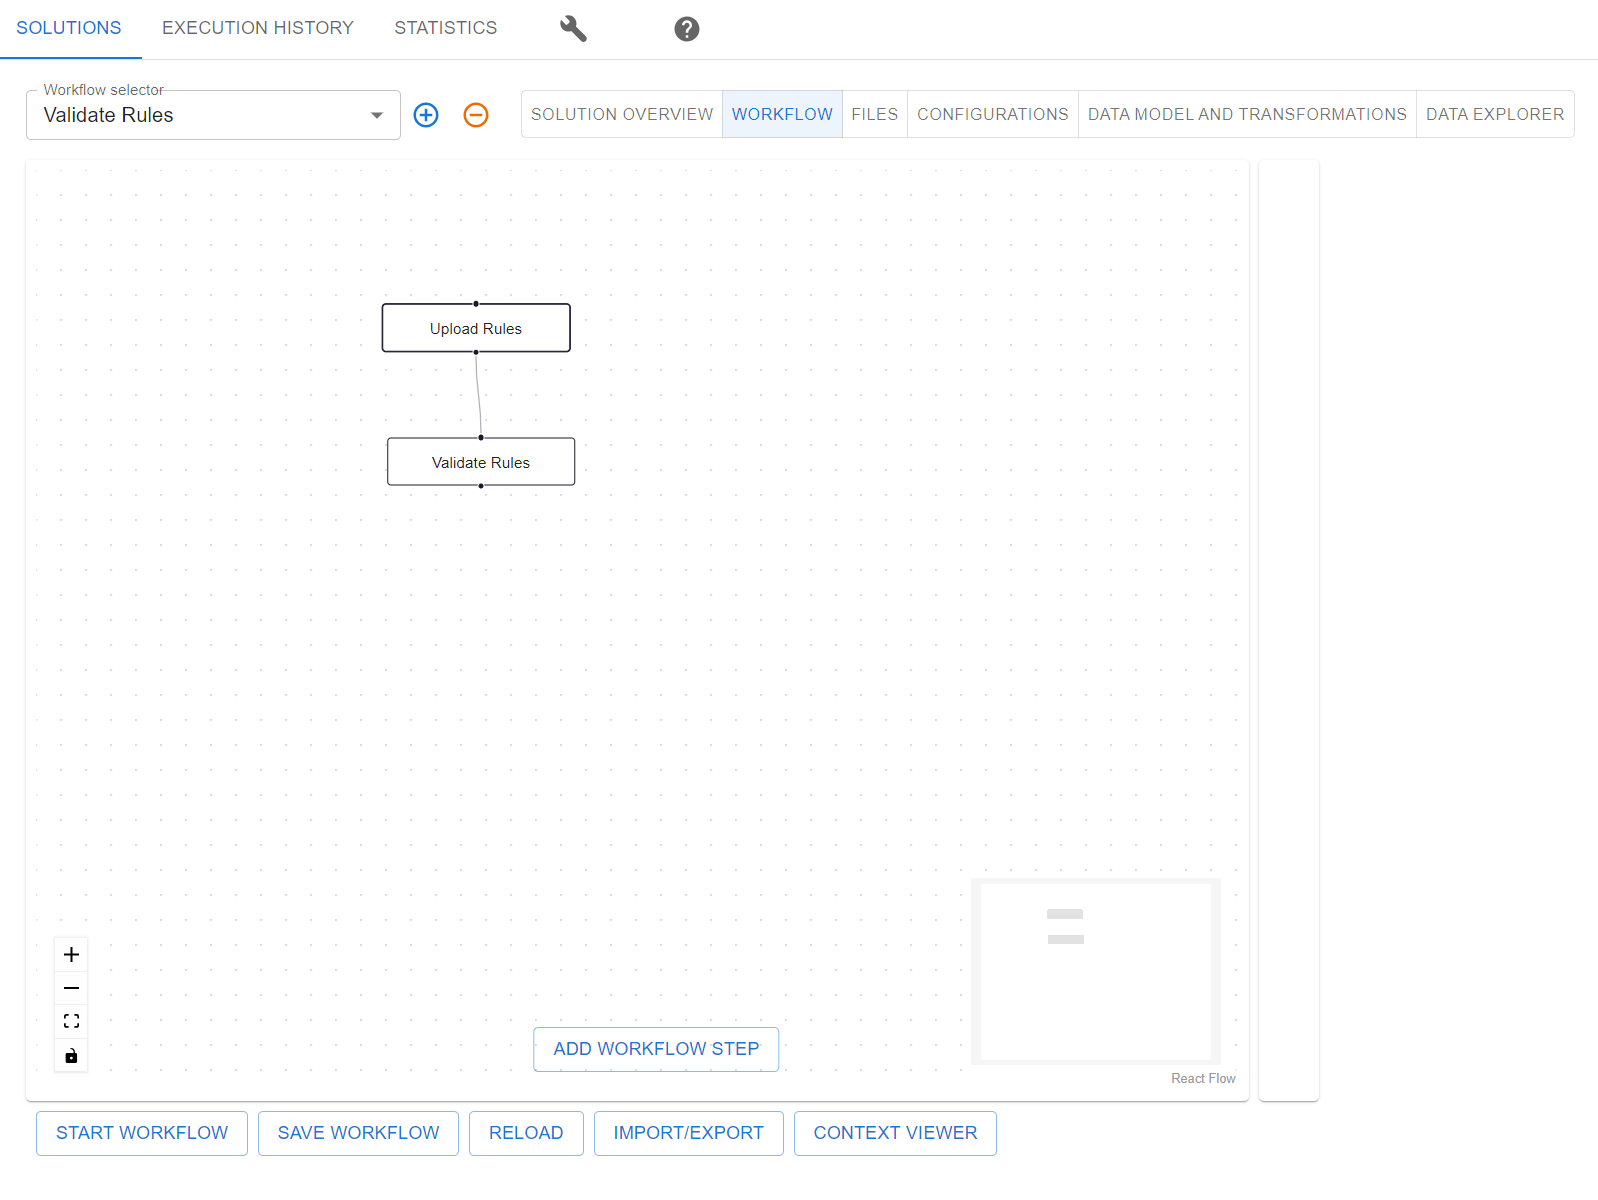 SOLUTIONS EXECUTION HISTORY STATISTICS
Workflow selector
Validate Rules
SOLUTION OVERVIEW WORKFLOW FILES CONFIGURATIONS DATA MODEL AND TRANSFORMATIONS DATA EXPLORER
Upload Rules
Validate Rules
ADD WORKFLOW STEP
React Flow
START WORKFLOW SAVE WORKFLOW RELOAD IMPORT/EXPORT CONTEXT VIEWER